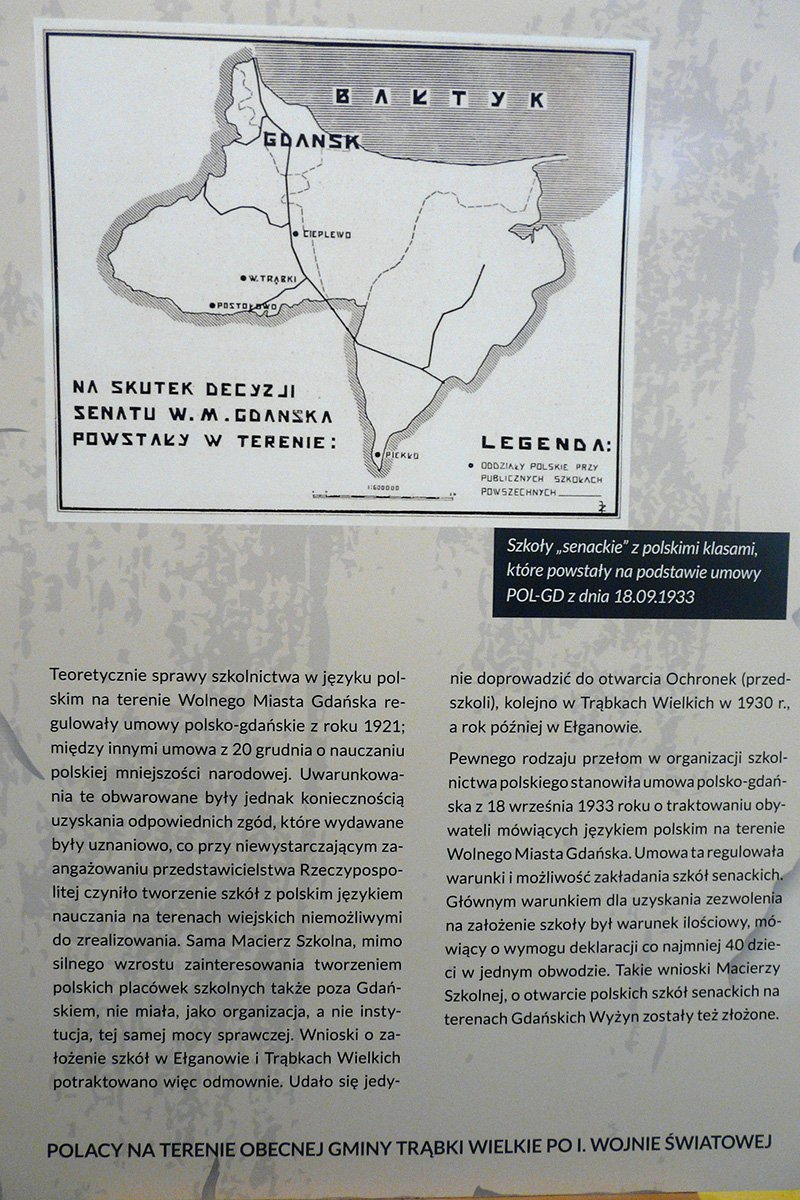 BAŁTYK
GDAŃSK
CIEPLEWO
W. TRĄBKI
POSTOŁOWO
NA SKUTEK DECYZJI
SENATU W. M. GDAŃSKA
POWSTAŁY W TERENIE:
PIEKŁO
LEGENDA:
ODDZIAŁY POLSKIE PRZY
PUBLICZNYCH SZKOŁACH
POWSZECHNYCH
1:600000
Szkoły „senackie” z polskimi klasami,
które powstały na podstawie umowy
POL-GD z dnia 18.09.1933
Teoretycznie sprawy szkolnictwa w języku pol-
skim na terenie Wolnego Miasta Gdańska re-
gulowały umowy polsko-gdańskie z roku 1921;
między innymi umowa z 20 grudnia o nauczaniu
polskiej mniejszości narodowej. Uwarunkowa-
nia te obwarowane były jednak koniecznością
uzyskania odpowiednich zgód, które wydawane
były uznaniowo, co przy niewystarczającym za-
angażowaniu przedstawicielstwa Rzeczypospo-
litej czyniło tworzenie szkół z polskim językiem
nauczania na terenach wiejskich niemożliwymi
do zrealizowania. Sama Macierz Szkolna, mimo
silnego wzrostu zainteresowania tworzeniem
polskich placówek szkolnych także poza Gdań-
skiem, nie miała, jako organizacja, a nie insty-
tucja, tej samej mocy sprawczej. Wnioski o za-
łożenie szkół w Ełganowie i Trąbkach Wielkich
potraktowano więc odmownie. Udało się jedy-
nie doprowadzić do otwarcia Ochronek (przed-
szkoli), kolejno w Trąbkach Wielkich w 1930 r.,
a rok później w Ełganowie.
Pewnego rodzaju przełom w organizacji szkol-
nictwa polskiego stanowiła umowa polsko-gdań-
ska z 18 września 1933 roku o traktowaniu oby-
wateli mówiących językiem polskim na terenie
Wolnego Miasta Gdańska. Umowa ta regulowała
warunki i możliwość zakładania szkół senackich.
Głównym warunkiem dla uzyskania zezwolenia
na założenie szkoły był warunek ilościowy, mó-
wiący o wymogu deklaracji co najmniej 40 dzie-
ci w jednym obwodzie. Takie wnioski Macierzy
Szkolnej, o otwarcie polskich szkół senackich na
terenach Gdańskich Wyżyn zostały też złożone.
POLACY NA TERENIE OBECNEJ GMINY TRĄBKI WIELKIE PO I. WOJNIE ŚWIATOWEJ